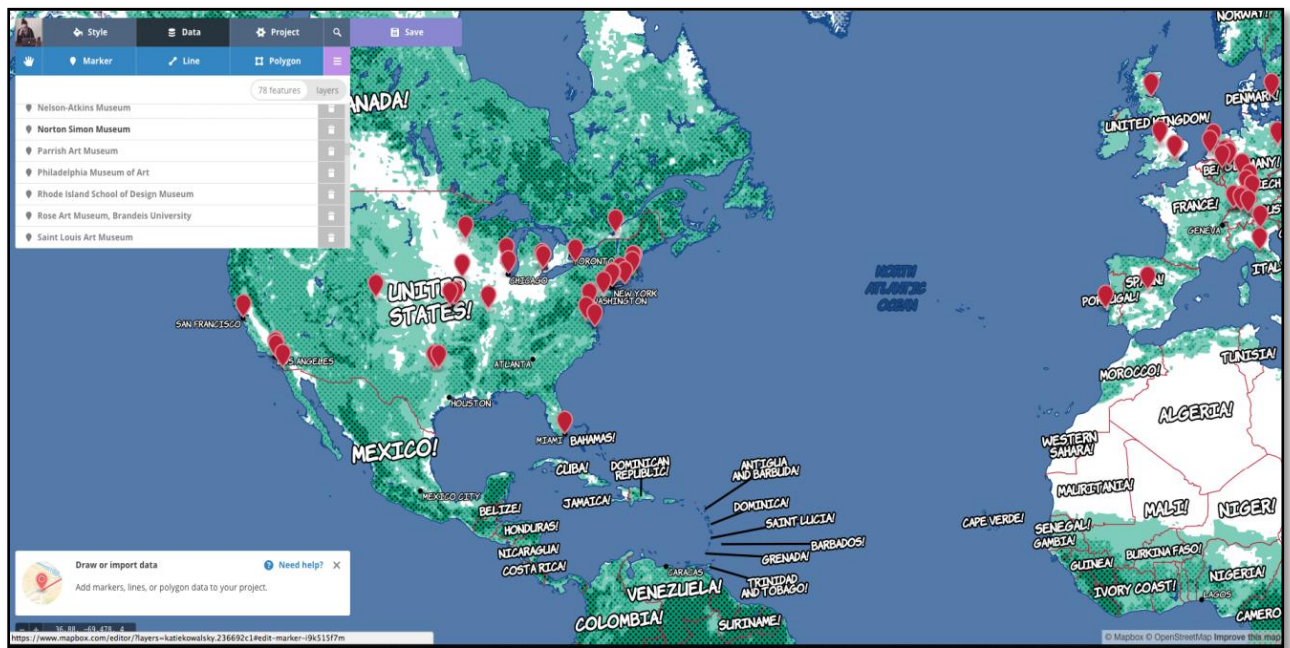 Style
Data
Project
Save
Marker
Line
Polygon
78 features
layers
Nelson-Atkins Museum
Norton Simon Museum
Parrish Art Museum
Philadelphia Museum of Art
Rhode Island School of Design Museum
Rose Art Museum, Brandeis University
Saint Louis Art Museum
NORWAY!
ANADA!
DENMARK!
UNITED KINGDOM!
GERMANY!
CZECH
FRANCE!
GENEVA
ITAL
SPAIN!
PORTUGAL!
TORONTO
CHICAGO
NEW YORK
WASHINGTON
UNITED
STATES!
SAN FRANCISCO
OS ANGELES
ATLANTA
HOUSTON
NORTH
ATLANTIC
OCEAN
TUNISIA!
MOROCCO!
ALGERIA!
MIAMI
BAHAMAS!
MEXICO!
WESTERN
SAHARA!
CUBA!
DOMINICAN
REPUBLIC!
ANTIGUA
AND BARBUDA!
MEXICO CITY
BELIZE!
JAMAICA!
DOMINICA!
MAURITANIA!
MALI!
NIGER!
HONDURAS!
SAINT LUCIA!
CAPE VERDE!
SENEGAL!
GAMBIA!
BARBADOS!
NICARAGUA!
GRENADA!
BURKINA FASO!
GUINEA!
COSTA RICA!
CARACAS
TRINIDAD
AND TOBAGO!
NIGERIA!
VENEZUELA!
IVORY COAST!
LAGOS
COLOMBIA!
SURINAME!
CAMERO
Draw or import data
Need help?
Add markers, lines, or polygon data to your project.
https://www.mapbox.com/editor/?layers=katiekowalsky.236692c1#edit-marker-i9k515f7m
© Mapbox © OpenStreetMap Improve this map